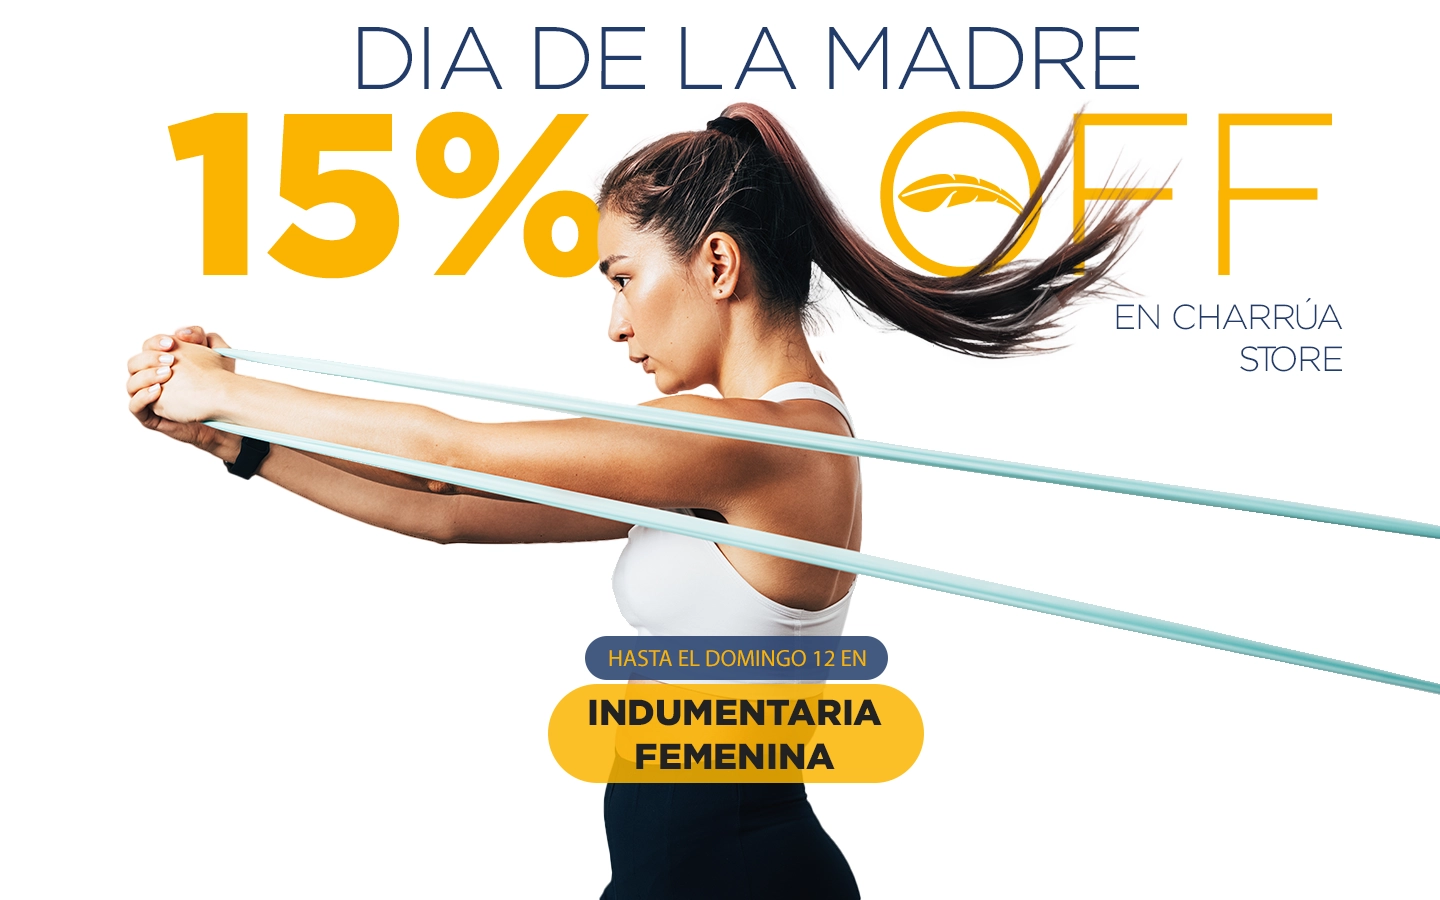 DIA DE LA MADRE
15% OFF
EN CHARRÚA
STORE
HASTA EL DOMINGO 12 EN
INDUMENTARIA
FEMENINA